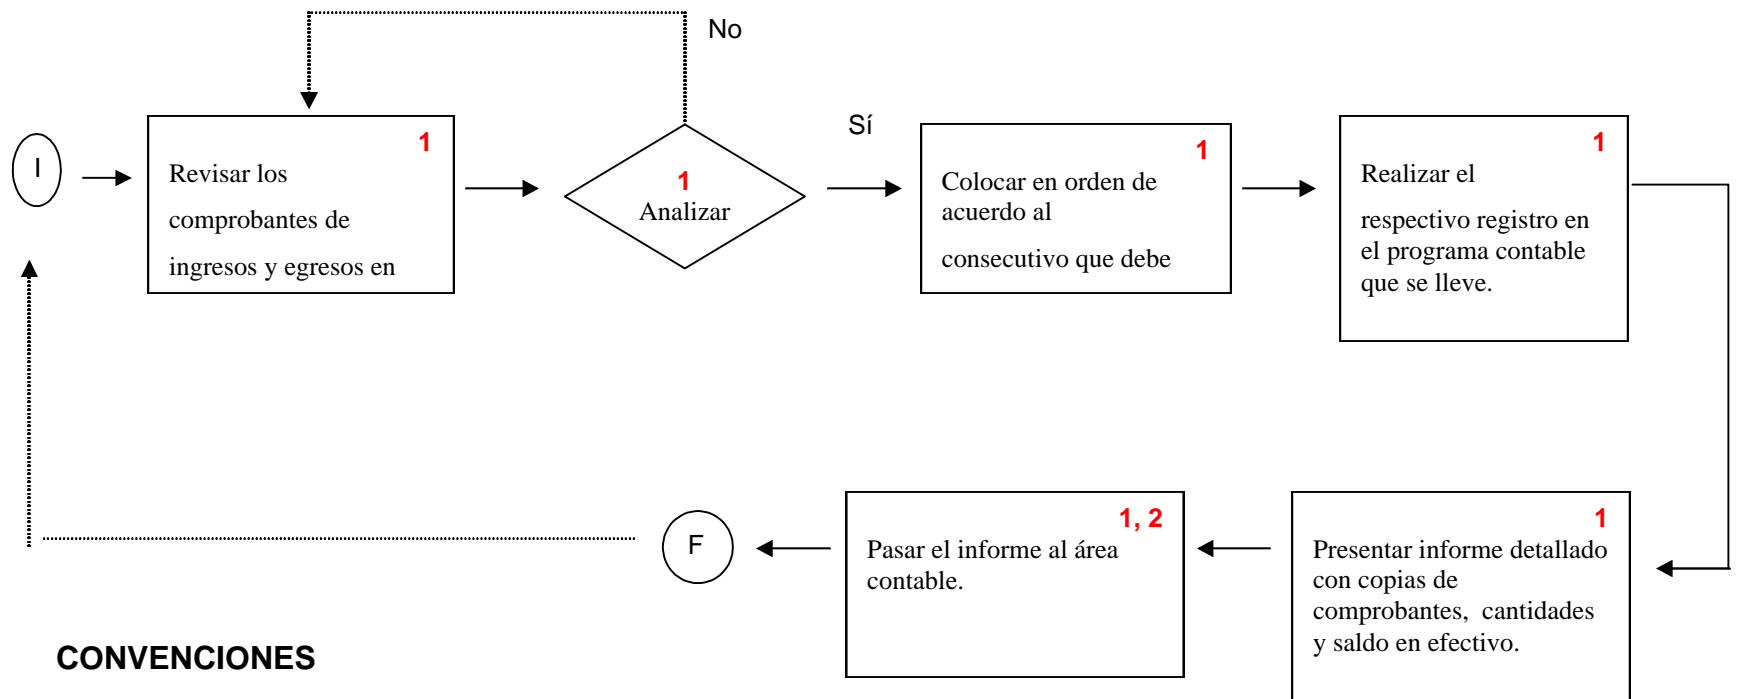 No
I
1
Revisar los
comprobantes de
ingresos y egresos en
1
Analizar
Sí
1
Colocar en orden de
acuerdo al
consecutivo que debe
1
Realizar el
respectivo registro en
el programa contable
que se lleve.
1
Presentar informe detallado
con copias de
comprobantes, cantidades
y saldo en efectivo.
1, 2
Pasar el informe al área
contable.
F
CONVENCIONES